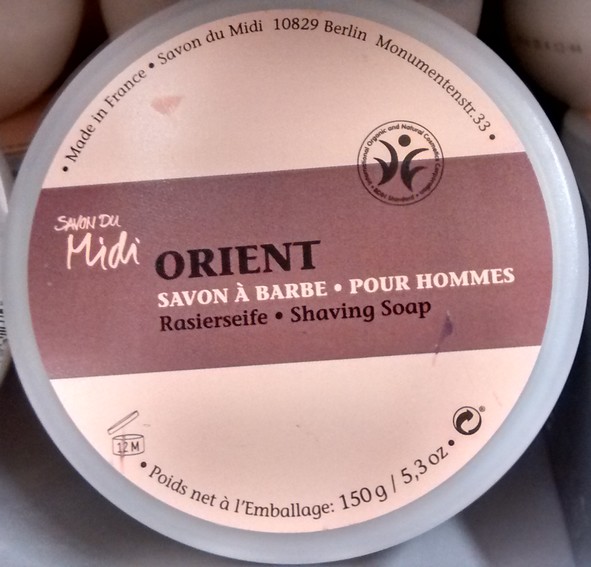 • Made in France • Savon du Midi 10829 Berlin Monumentenstr.33 •
SAVON DU
Midi
ORIENT
SAVON À BARBE • POUR HOMMES
Rasierseife • Shaving Soap
12 M
• Poids net à l'Emballage: 150 g / 5,3 oz •